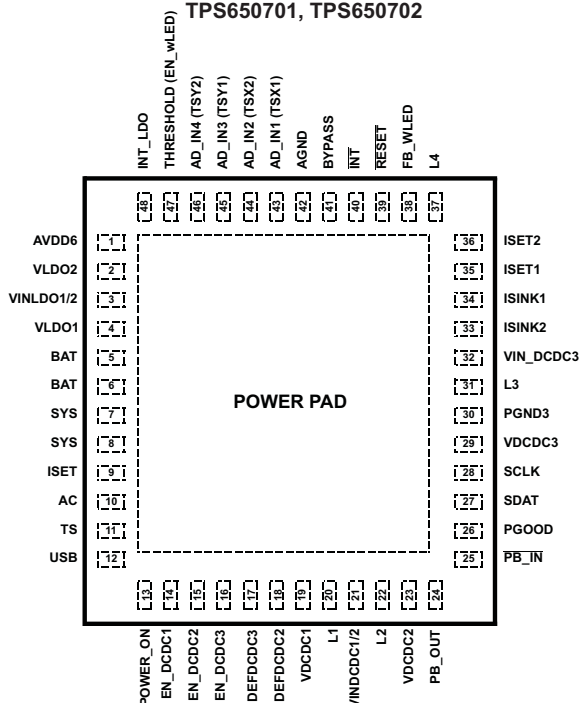 TPS650701, TPS650702
INT_LDO
THRESHOLD (EN_wLED)
AD_IN4 (TSY2)
AD_IN3 (TSY1)
AD_IN2 (TSX2)
AD_IN1 (TSX1)
AGND
BYPASS
INT
RESET
FB_WLED
L4
48
47
46
45
44
43
42
41
40
39
38
37
AVDD6 1
VLDO2 2
VINLDO1/2 3
VLDO1 4
BAT 5
BAT 6
SYS 7
SYS 8
ISET 9
AC 10
TS 11
USB 12
POWER PAD
36 ISET2
35 ISET1
34 ISINK1
33 ISINK2
32 VIN_DCDC3
31 L3
30 PGND3
29 VDCDC3
28 SCLK
27 SDAT
26 PGOOD
25 PB_IN
13
14
15
16
17
18
19
20
21
22
23
24
POWER_ON
EN_DCDC1
EN_DCDC2
EN_DCDC3
DEFDCDC3
DEFDCDC2
VDCDC1
L1
VINDCDC1/2
L2
VDCDC2
PB_OUT